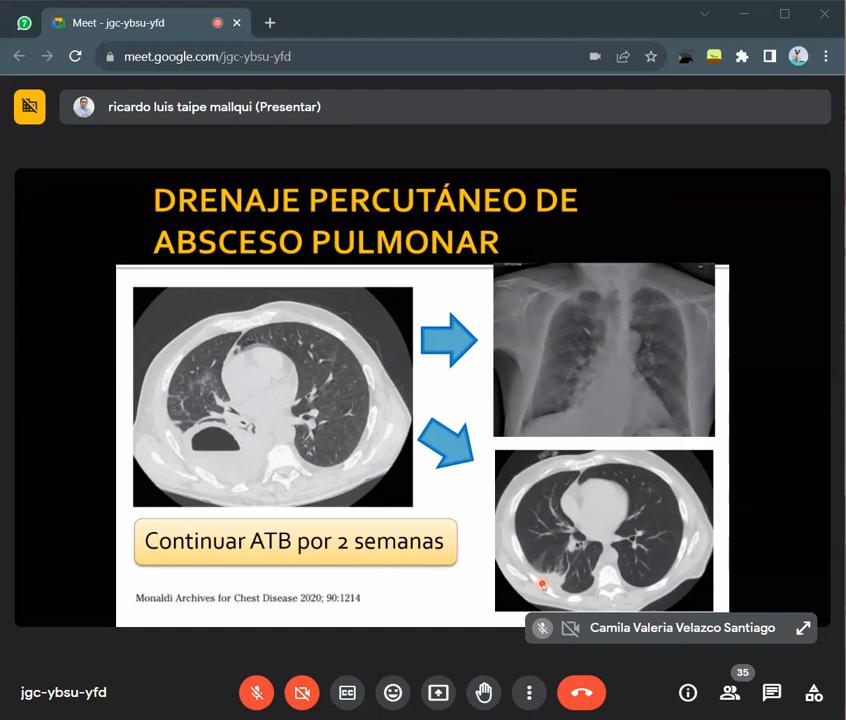 7
Meet - jgc-ybsu-yfd
meet.google.com/jgc-ybsu-yfd
ricardo luis taipe mallqui (Presentar)
DRENAJE PERCUTÁNEO DE
ABSCESO PULMONAR
Continuar ATB por 2 semanas
Monaldi Archives for Chest Disease 2020; 90:1214
Camila Valeria Velazco Santiago
jgc-ybsu-yfd
CC
35